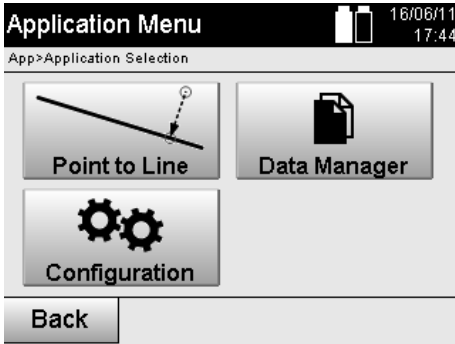 Application Menu
16/06/11
17:44
App>Application Selection
Point to Line
Data Manager
Configuration
Back